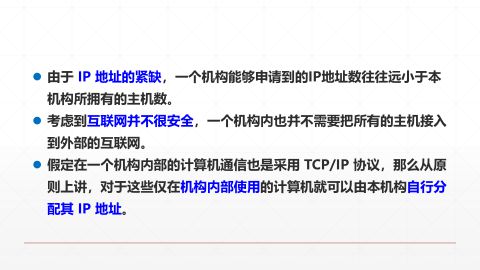 由于 IP 地址的紧缺，一个机构能够申请到的IP地址数往往远小于本
机构所拥有的主机数。
考虑到互联网并不很安全，一个机构内也并不需要把所有的主机接入
到外部的互联网。
假定在一个机构内部的计算机通信也是采用 TCP/IP 协议，那么从原
则上讲，对于这些仅在机构内部使用的计算机就可以由本机构自行分
配其 IP 地址。